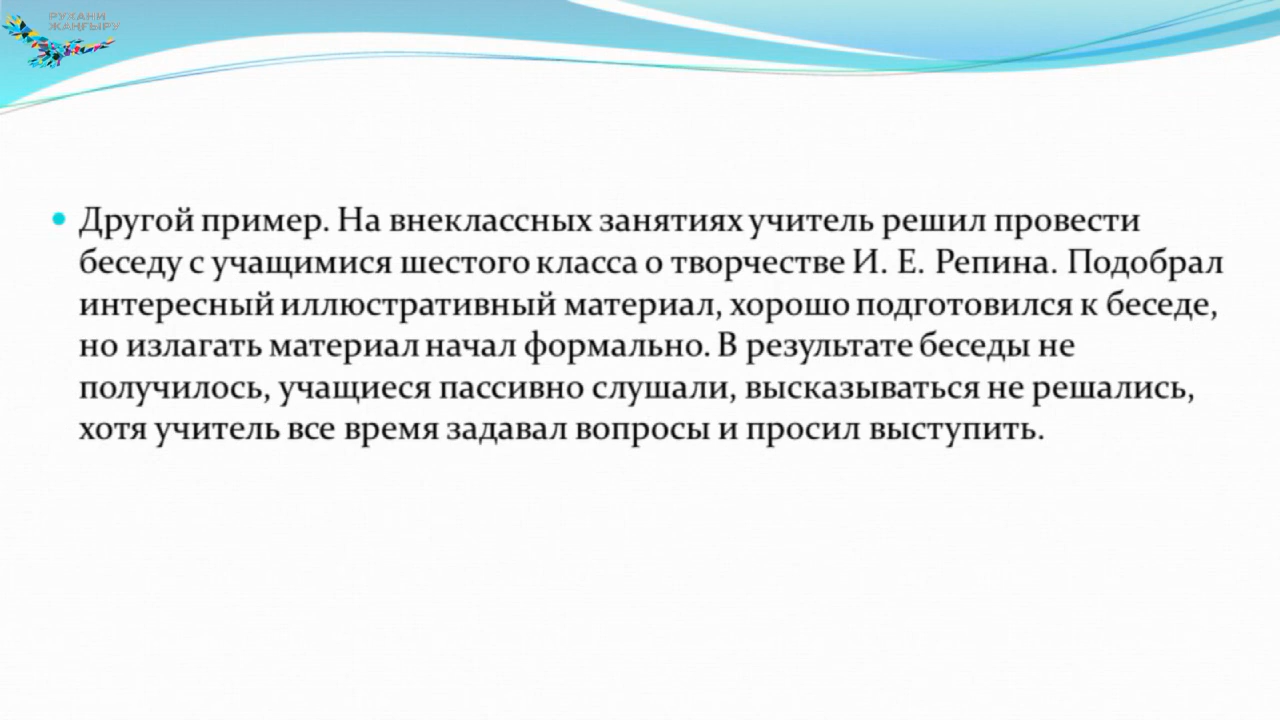 РУХАНИ
ЖАҢҒЫРУ
Другой пример. На внеклассных занятиях учитель решил провести
беседу с учащимися шестого класса о творчестве И. Е. Репина. Подобрал
интересный иллюстративный материал, хорошо подготовился к беседе,
но излагать материал начал формально. В результате беседы не
получилось, учащиеся пассивно слушали, высказываться не решались,
хотя учитель все время задавал вопросы и просил выступить.